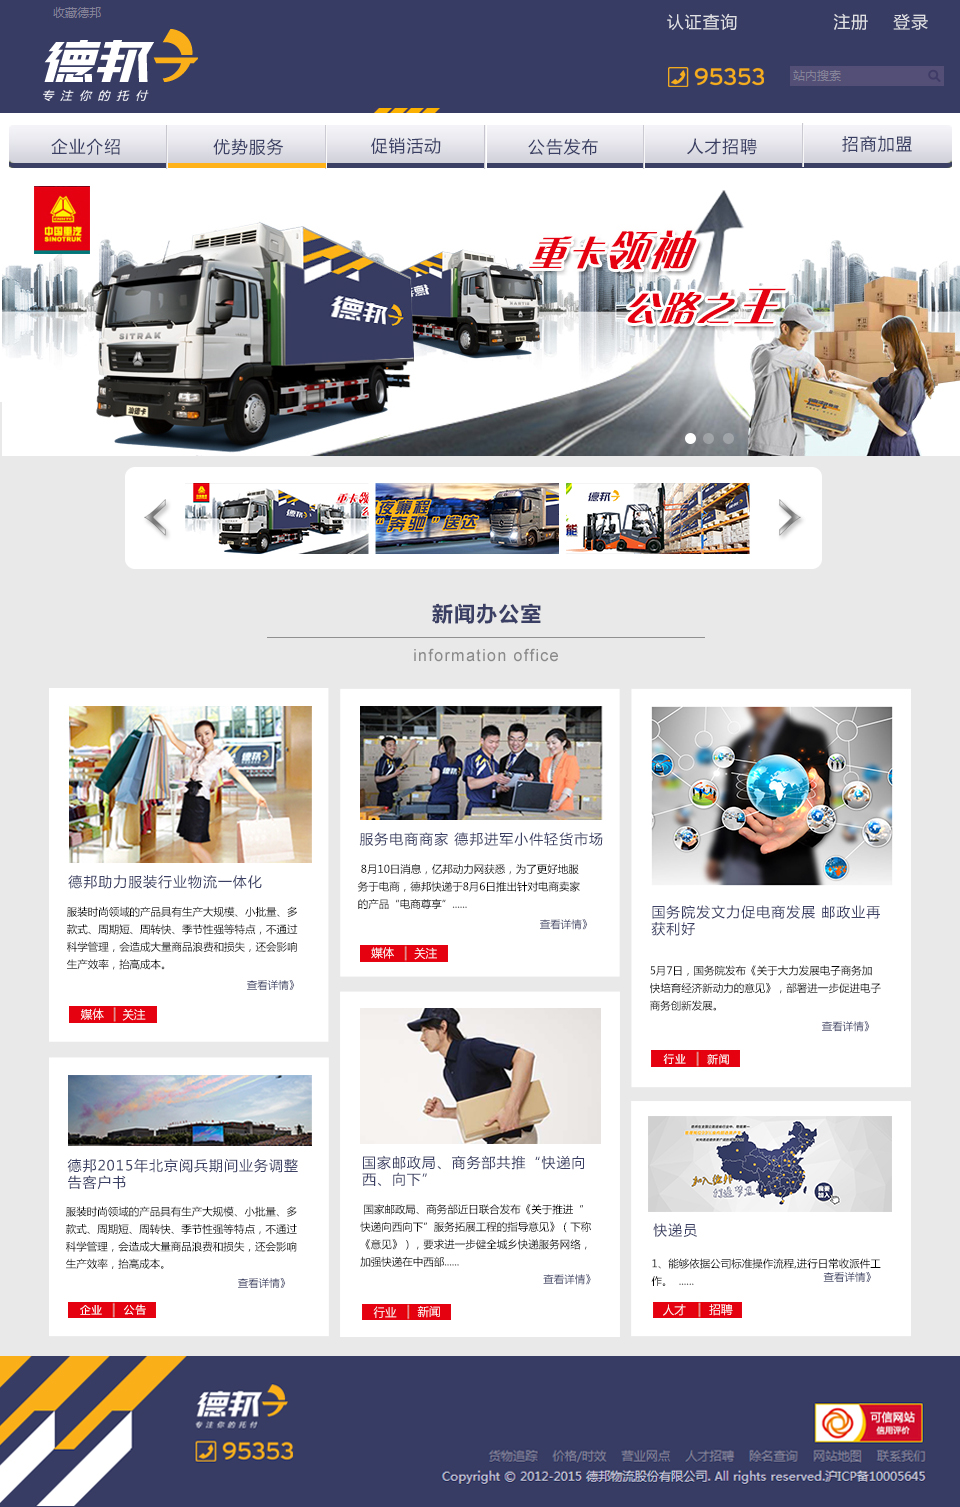 收藏德邦
认证查询
注册
登录
德邦
专注你的托付
95353
站内搜索
企业介绍
优势服务
促销活动
公告发布
人才招聘
招商加盟
中国重汽
SINOTRUK
重卡领袖
公路之王
德邦
SITRAK
汕德卡
德邦
夜集程
德邦
新闻办公室
information office
德邦
德邦助力服装行业物流一体化
服装时尚领域的产品具有生产大规模、小批量、多
款式、周期短、周转快、季节性强等特点，不通过
科学管理，会造成大量商品浪费和损失，还会影响
生产效率，抬高成本。
查看详情》
媒体 | 关注
服务电商商家 德邦进军小件轻货市场
8月10日消息，亿邦动力网获悉，为了更好地服
务于电商，德邦快递于8月6日推出针对电商卖家
的产品“电商尊享”......
查看详情》
媒体 | 关注
国务院发文力促电商发展 邮政业再
获利好
5月7日，国务院发布《关于大力发展电子商务加
快培育经济新动力的意见》，部署进一步促进电子
商务创新发展。
查看详情》
行业 | 新闻
德邦2015年北京阅兵期间业务调整
告客户书
服装时尚领域的产品具有生产大规模、小批量、多
款式、周期短、周转快、季节性强等特点，不通过
科学管理，会造成大量商品浪费和损失，还会影响
生产效率，抬高成本。
查看详情》
企业 | 公告
国家邮政局、商务部共推“快递向
西、向下”
国家邮政局、商务部近日联合发布《关于推进“
快递向西向下”服务拓展工程的指导意见》（下称
《意见》），要求进一步健全城乡快递服务网络，
加强快递在中西部......
查看详情》
行业 | 新闻
加入德邦
打造梦想
快递员
1、能够依据公司标准操作流程,进行日常收派件工
作。 ......
查看详情》
人才 | 招聘
德邦
专注你的托付
95353
可信网站
信用评价
货物追踪 价格/时效 营业网点 人才招聘 除名查询 网站地图 联系我们
Copyright © 2012-2015 德邦物流股份有限公司. All rights reserved.沪ICP备10005645